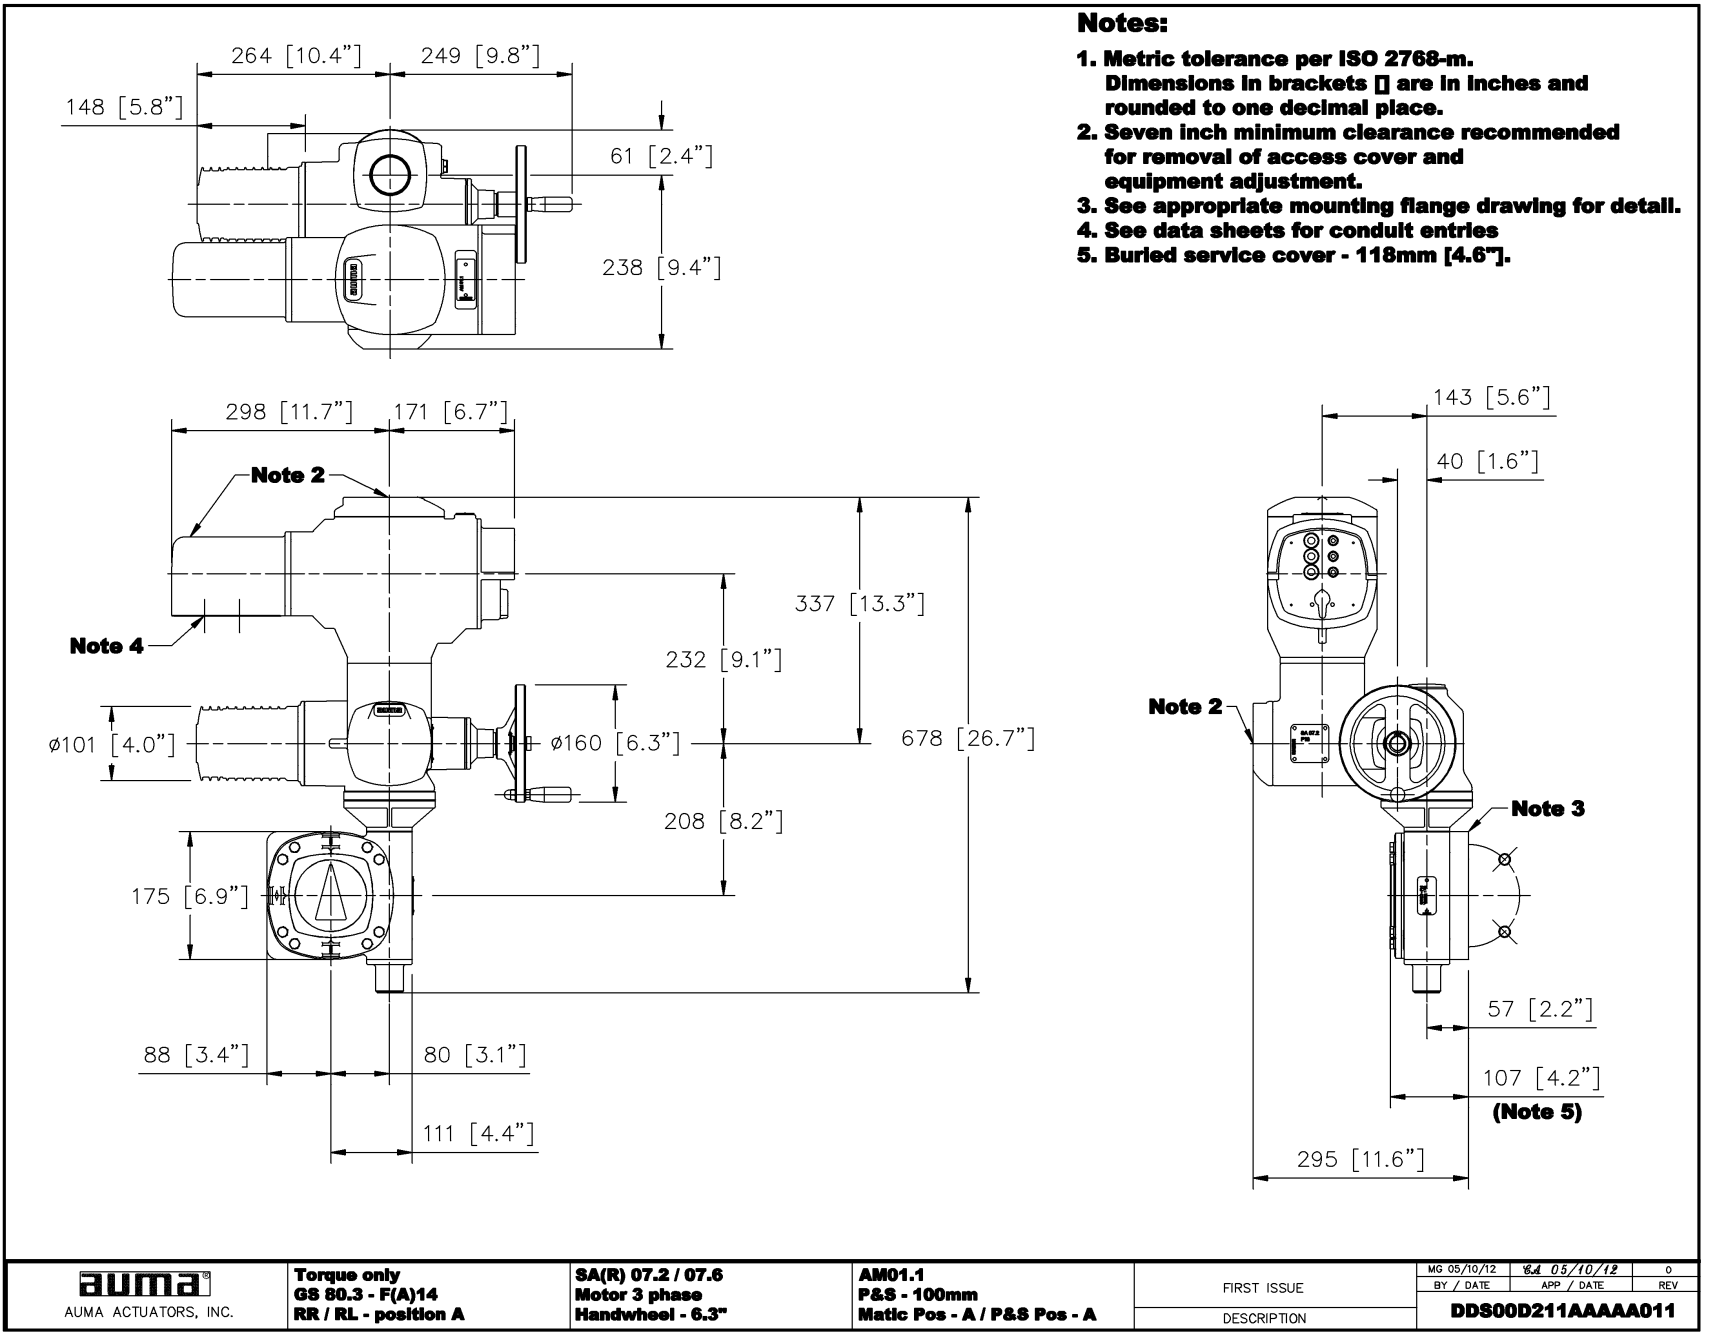 Notes:
1. Metric tolerance per ISO 2768-m.
Dimensions in brackets [] are in inches and
rounded to one decimal place.
2. Seven inch minimum clearance recommended
for removal of access cover and
equipment adjustment.
3. See appropriate mounting flange drawing for detail.
4. See data sheets for conduit entries
5. Buried service cover - 118mm [4.6"].
264 [10.4”]
249 [9.8”]
148 [5.8”]
61 [2.4”]
238 [9.4”]
auma
298 [11.7”]
171 [6.7”]
Note 2
Note 4
337 [13.3”]
232 [9.1”]
678 [26.7”]
auma
ø101 [4.0”]
ø160 [6.3”]
208 [8.2”]
175 [6.9”]
88 [3.4”]
80 [3.1”]
111 [4.4”]
143 [5.6”]
40 [1.6”]
Note 2
SA 07.2
Note 3
57 [2.2”]
107 [4.2”]
(Note 5)
295 [11.6”]
auma®
AUMA ACTUATORS, INC.
Torque only
GS 80.3 - F(A)14
RR / RL - position A
SA(R) 07.2 / 07.6
Motor 3 phase
Handwheel - 6.3"
AM01.1
P&S - 100mm
Matic Pos - A / P&S Pos - A
FIRST ISSUE
DESCRIPTION
MG 05/10/12
05/10/12
0
BY / DATE
APP / DATE
REV
DDS00D211AAAAA011